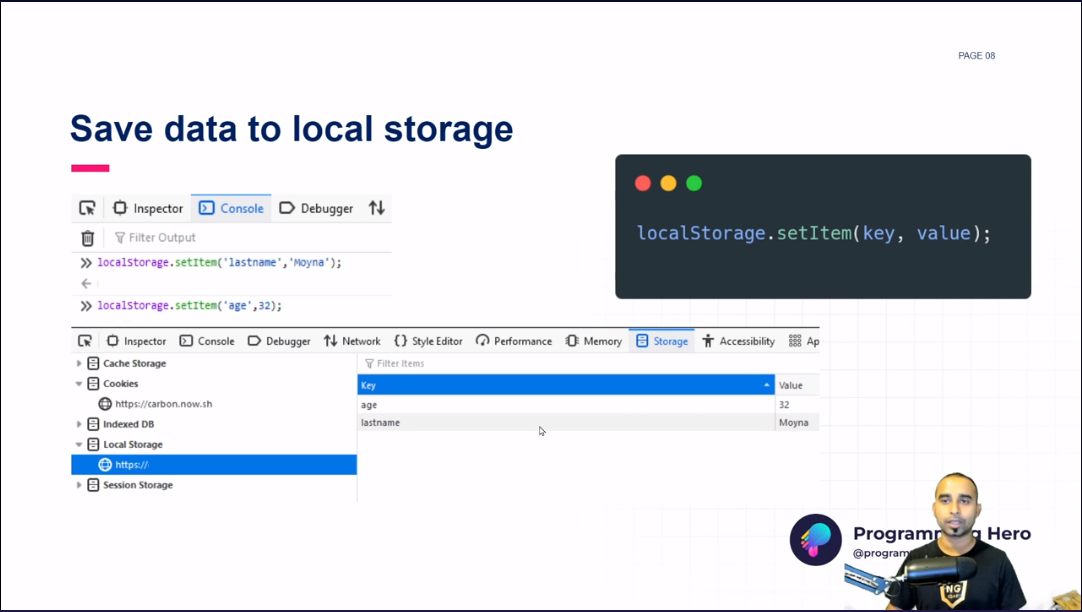 PAGE 08
Save data to local storage
localStorage.setItem(key, value);
Inspector Console Debugger
Filter Output
localStorage.setItem('lastname','Moyna');
localStorage.setItem('age',32);
Inspector Console Debugger Network Style Editor Performance Memory Storage Accessibility Ap
Cache Storage
Cookies
https://carbon.now.sh
Indexed DB
Local Storage
https://
Session Storage
Filter Items
Key Value
age 32
lastname Moyna
Programming Hero
@program
NG